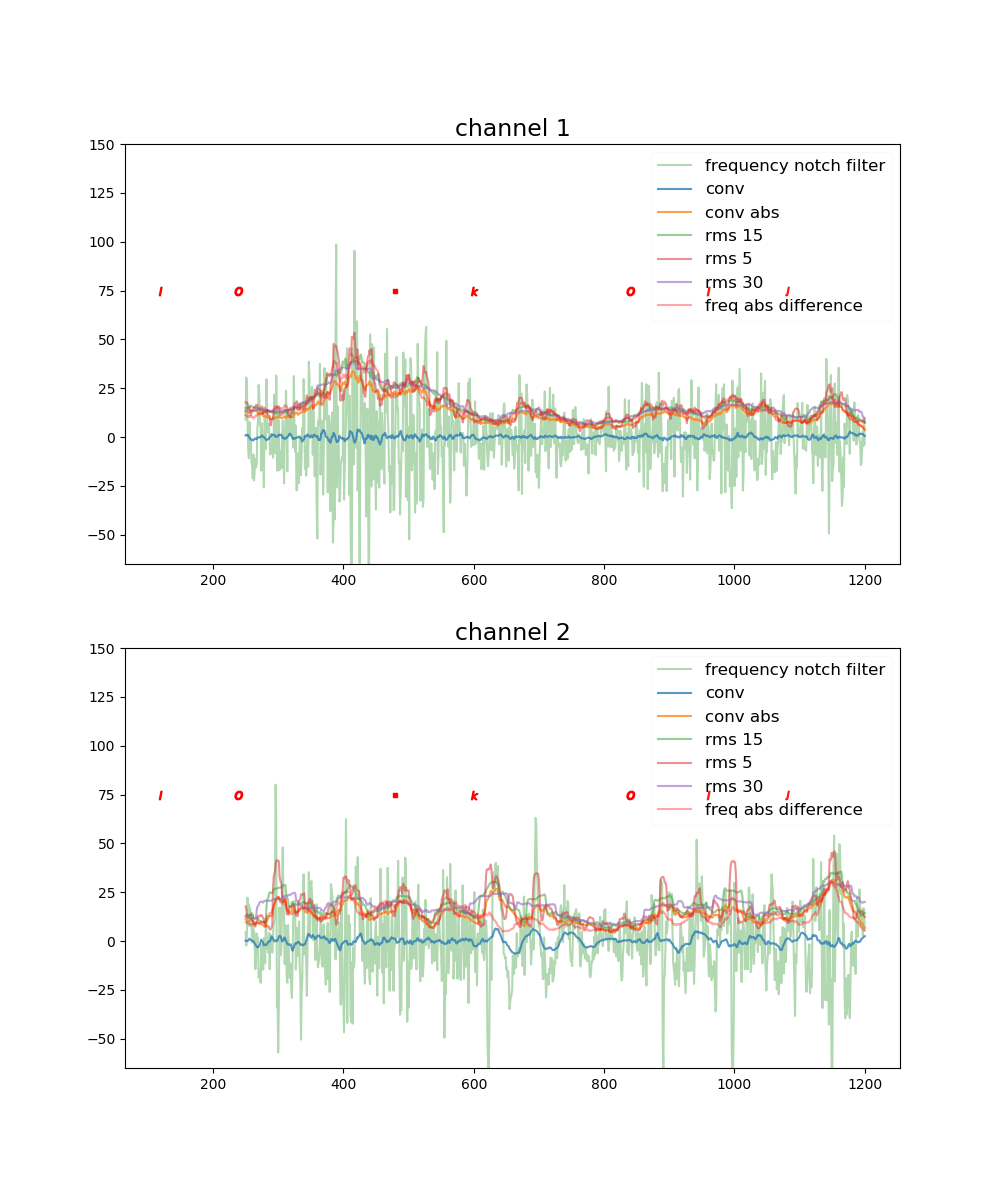 channel 1
150
125
100
75
50
25
0
−25
−50
frequency notch filter
conv
conv abs
rms 15
rms 5
rms 30
freq abs difference
l O k O l J
200 400 600 800 1000 1200
channel 2
150
125
100
75
50
25
0
−25
−50
frequency notch filter
conv
conv abs
rms 15
rms 5
rms 30
freq abs difference
l O k O l J
200 400 600 800 1000 1200